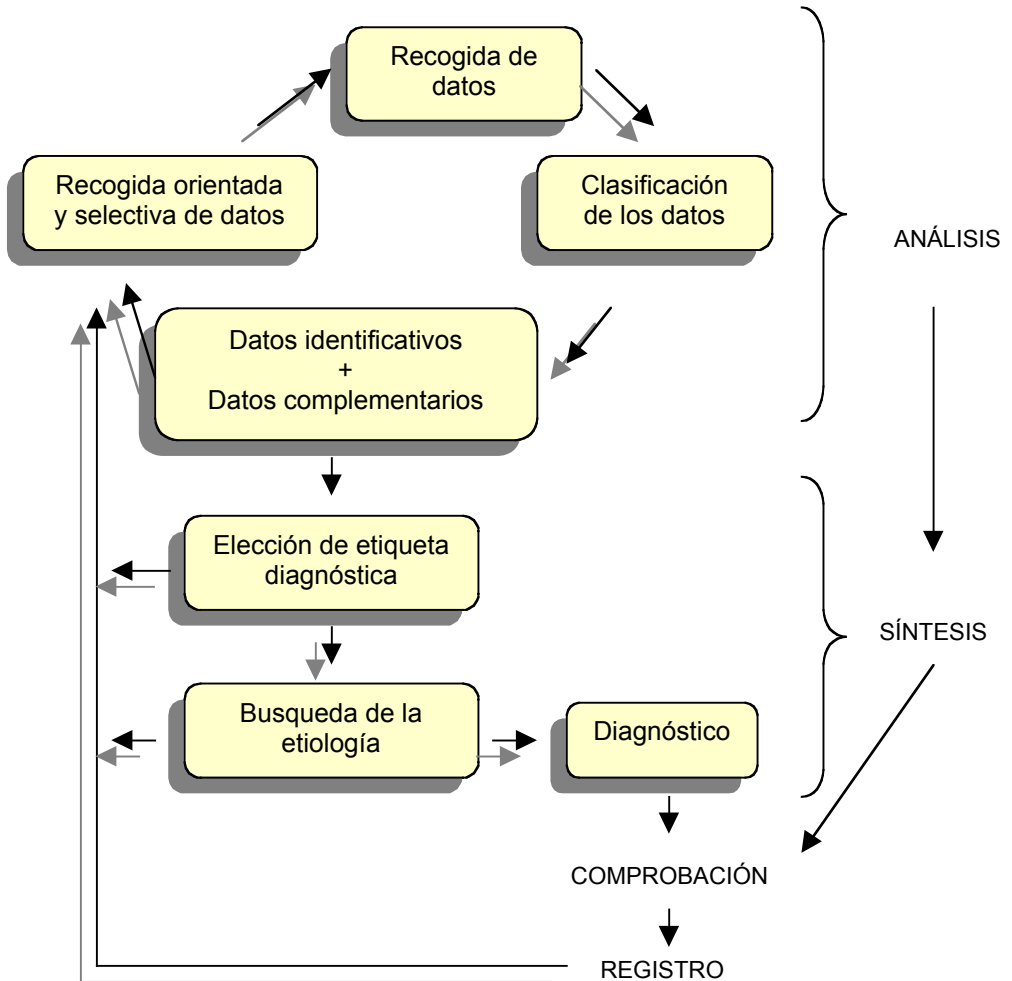 Recogida de
datos
Recogida orientada
y selectiva de datos
Clasificación
de los datos
ANÁLISIS
Datos identificativos
+
Datos complementarios
Elección de etiqueta
diagnóstica
SÍNTESIS
Busqueda de la
etiología
Diagnóstico
COMPROBACIÓN
REGISTRO